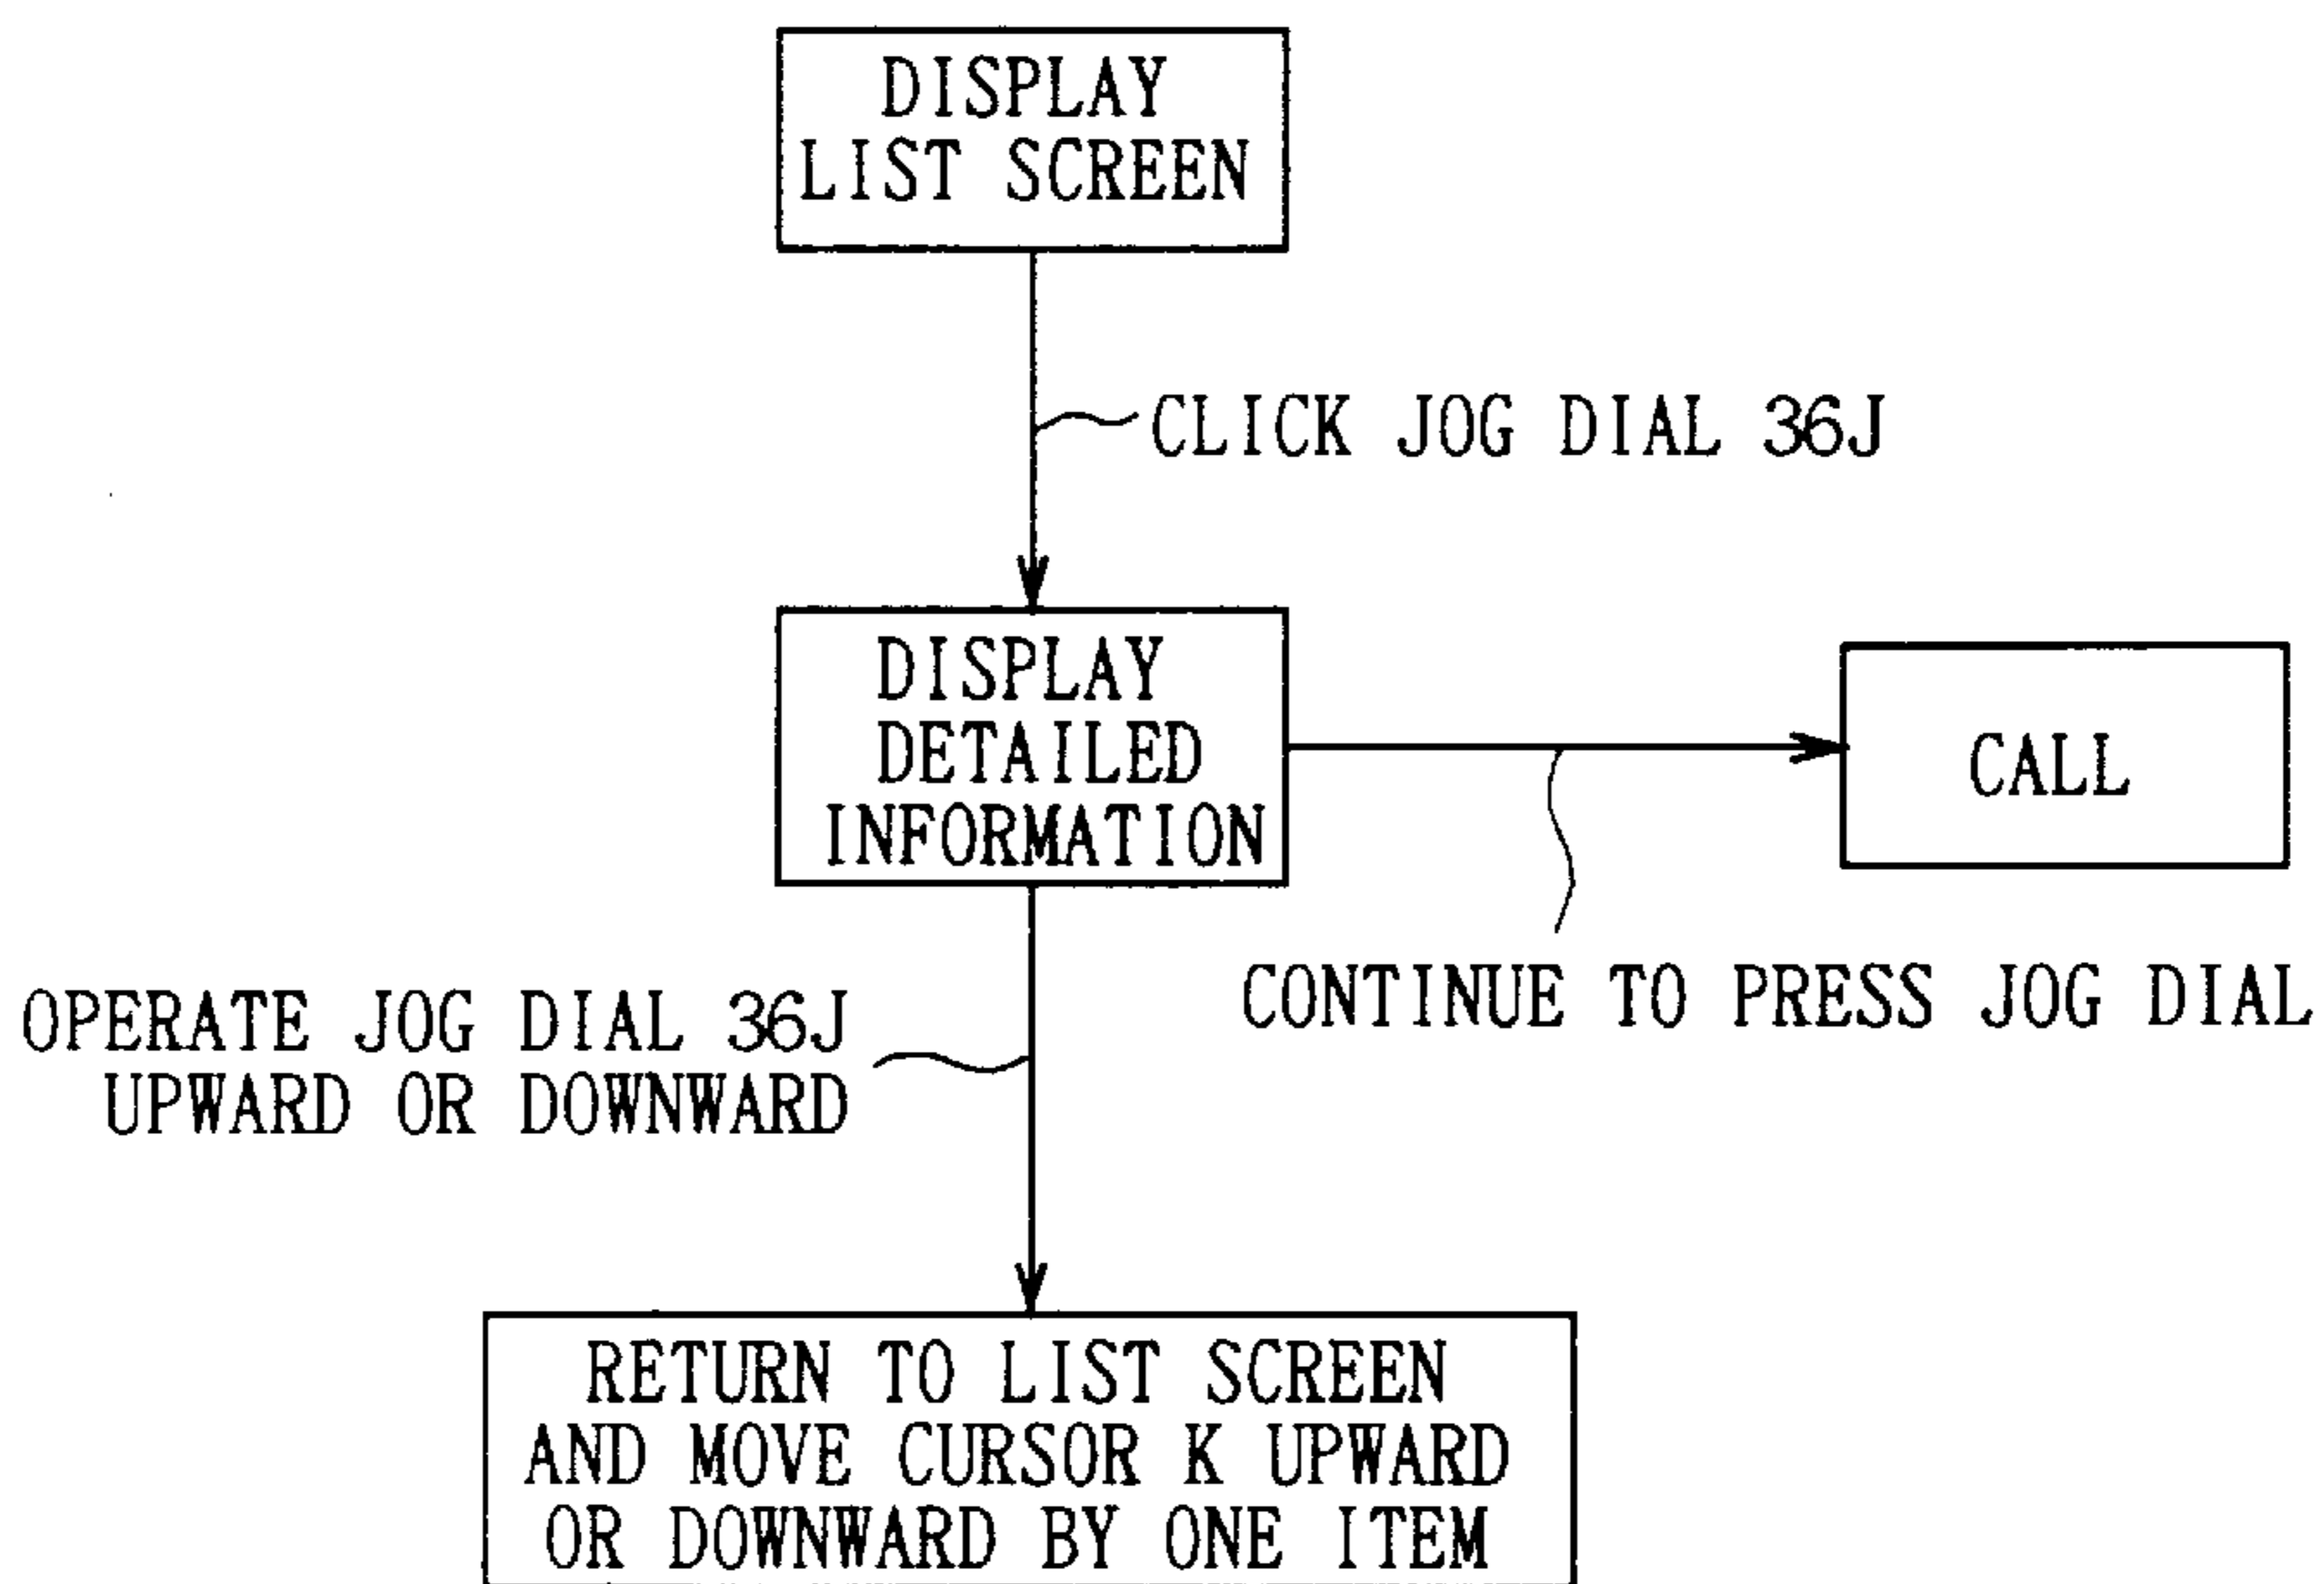 DISPLAY
LIST SCREEN
CLICK JOG DIAL 36J
DISPLAY
DETAILED
INFORMATION
CALL
CONTINUE TO PRESS JOG DIAL
OPERATE JOG DIAL 36J
UPWARD OR DOWNWARD
RETURN TO LIST SCREEN
AND MOVE CURSOR K UPWARD
OR DOWNWARD BY ONE ITEM